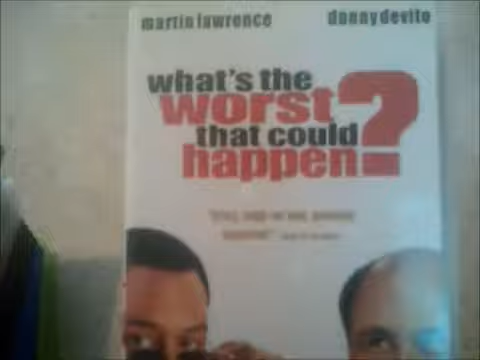 martin lawrence
danny devito
what's the
worst
that could
happen?